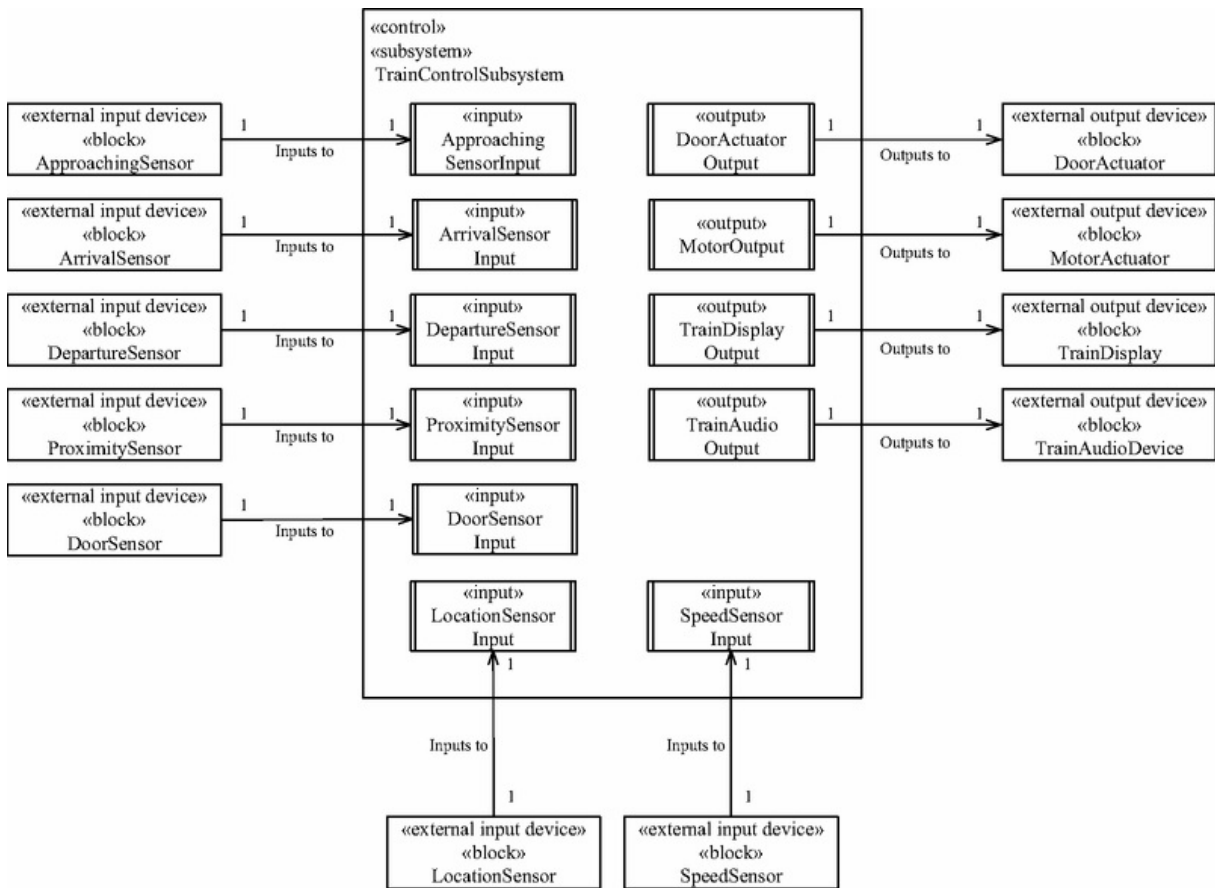 «control»
«subsystem»
TrainControlSubsystem
«external input device»
«block»
ApproachingSensor
1
Inputs to
1
«input»
Approaching
SensorInput
«output»
DoorActuator
Output
1
Outputs to
1
«external output device»
«block»
DoorActuator
«external input device»
«block»
ArrivalSensor
1
Inputs to
1
«input»
ArrivalSensor
Input
«output»
MotorOutput
1
Outputs to
1
«external output device»
«block»
MotorActuator
«external input device»
«block»
DepartureSensor
1
Inputs to
1
«input»
DepartureSensor
Input
«output»
TrainDisplay
Output
1
Outputs to
1
«external output device»
«block»
TrainDisplay
«external input device»
«block»
ProximitySensor
1
Inputs to
1
«input»
ProximitySensor
Input
«output»
TrainAudio
Output
1
Outputs to
1
«external output device»
«block»
TrainAudioDevice
«external input device»
«block»
DoorSensor
1
Inputs to
1
«input»
DoorSensor
Input
«input»
LocationSensor
Input
«input»
SpeedSensor
Input
1
1
Inputs to
Inputs to
1
1
«external input device»
«block»
LocationSensor
«external input device»
«block»
SpeedSensor